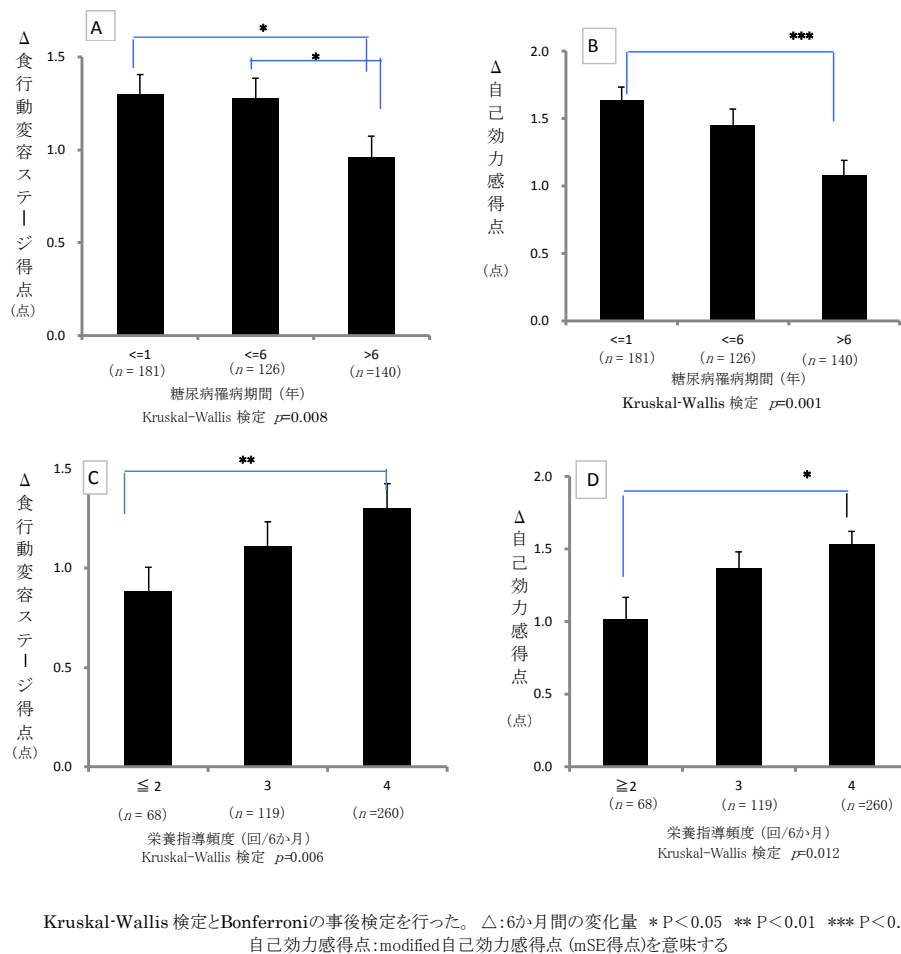 A
*
*
Δ食行動変容ステージ得点
(点)
1.5
1.0
0.5
0.0
<=1
<=6
>6
(n = 181)
(n = 126)
(n =140)
糖尿病罹病期間 (年)
Kruskal-Wallis 検定 p=0.008
B
***
Δ自己効力感得点
(点)
2.0
1.5
1.0
0.5
0.0
<=1
<=6
>6
(n = 181)
(n = 126)
(n = 140)
糖尿病罹病期間 (年)
Kruskal-Wallis 検定 p=0.001
C
**
Δ食行動変容ステージ得点
(点)
1.5
1.0
0.5
0.0
≦ 2
3
4
(n = 68)
(n = 119)
(n =260)
栄養指導頻度 (回/6か月)
Kruskal-Wallis 検定 p=0.006
D
*
Δ自己効力感得点
(点)
2.0
1.5
1.0
0.5
0.0
≧2
3
4
(n = 68)
(n = 119)
(n =260)
栄養指導頻度 (回/6か月)
Kruskal-Wallis 検定 p=0.012
Kruskal-Wallis 検定とBonferroniの事後検定を行った。 △:6か月間の変化量 * P<0.05 ** P<0.01 *** P<0.
自己効力感得点:modified自己効力感得点 (mSE得点)を意味する